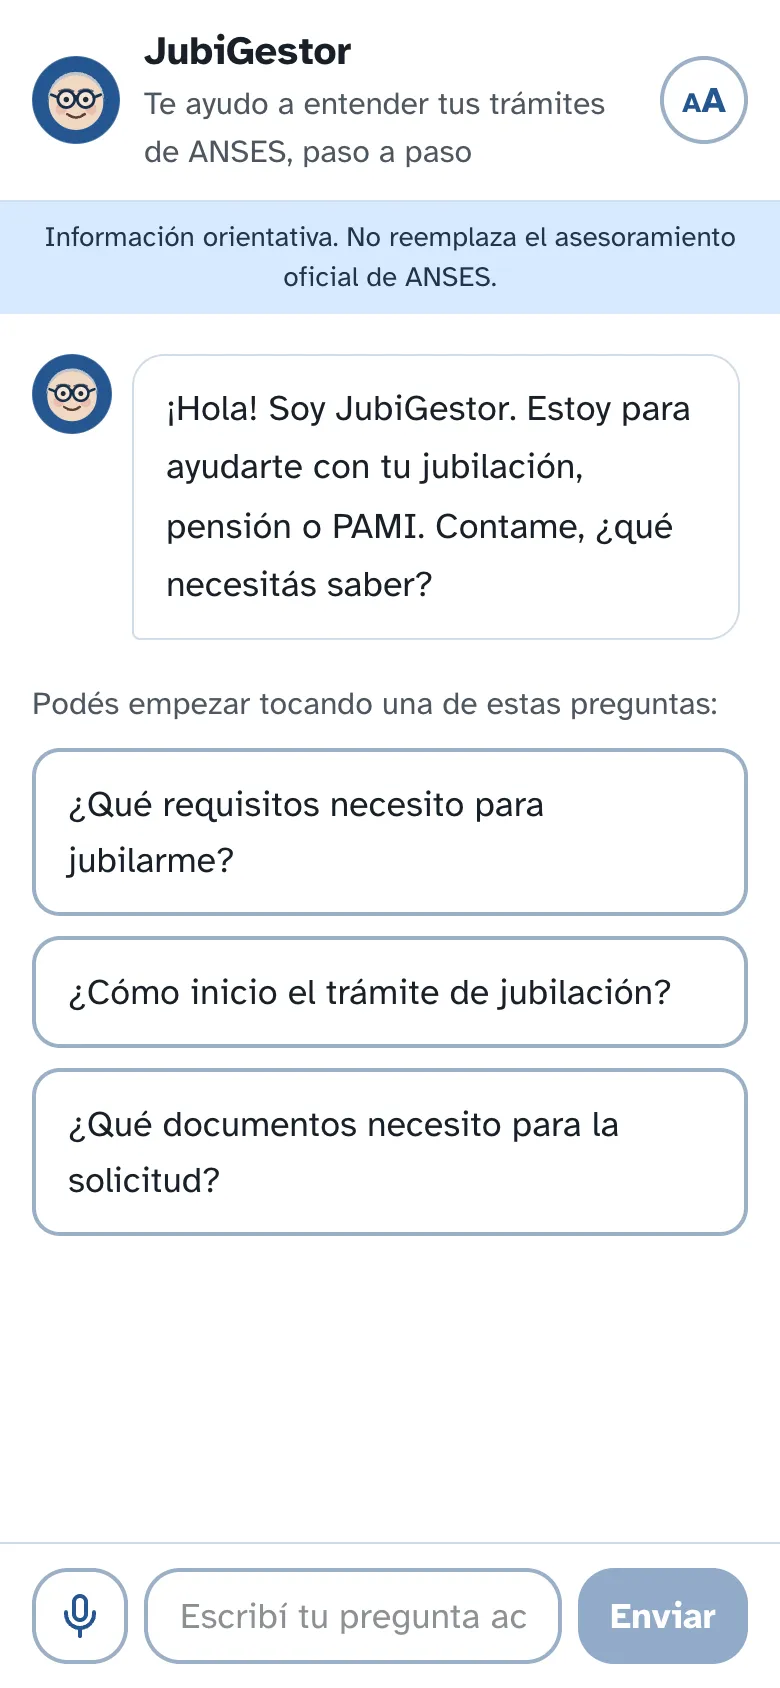 JubiGestor
Te ayudo a entender tus trámites
de ANSES, paso a paso
AA
Información orientativa. No reemplaza el asesoramiento
oficial de ANSES.
¡Hola! Soy JubiGestor. Estoy para
ayudarte con tu jubilación,
pensión o PAMI. Contame, ¿qué
necesitás saber?
Podés empezar tocando una de estas preguntas:
¿Qué requisitos necesito para
jubilarme?
¿Cómo inicio el trámite de jubilación?
¿Qué documentos necesito para la
solicitud?
Escribí tu pregunta ac
Enviar